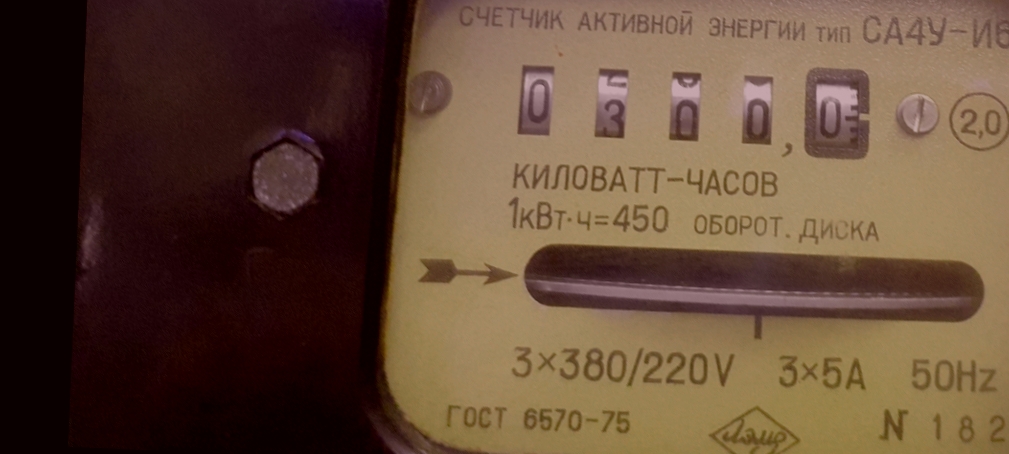 СЧЕТЧИК АКТИВНОЙ ЭНЕРГИИ ТИП СА4У-И6
0 3 0 0 , 0
2,0
КИЛОВАТТ-ЧАСОВ
1кВт·ч=450 ОБОРОТ. ДИСКА
3×380/220V 3×5A 50Hz
ГОСТ 6570-75
N 182